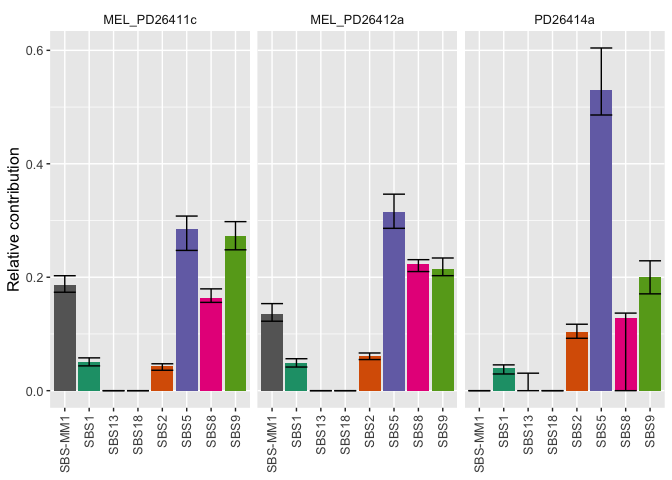 MEL_PD26411c MEL_PD26412a PD26414a
Relative contribution
0.6
0.4
0.2
0.0
SBS-MM1 SBS1 SBS13 SBS18 SBS2 SBS5 SBS8 SBS9 SBS-MM1 SBS1 SBS13 SBS18 SBS2 SBS5 SBS8 SBS9 SBS-MM1 SBS1 SBS13 SBS18 SBS2 SBS5 SBS8 SBS9